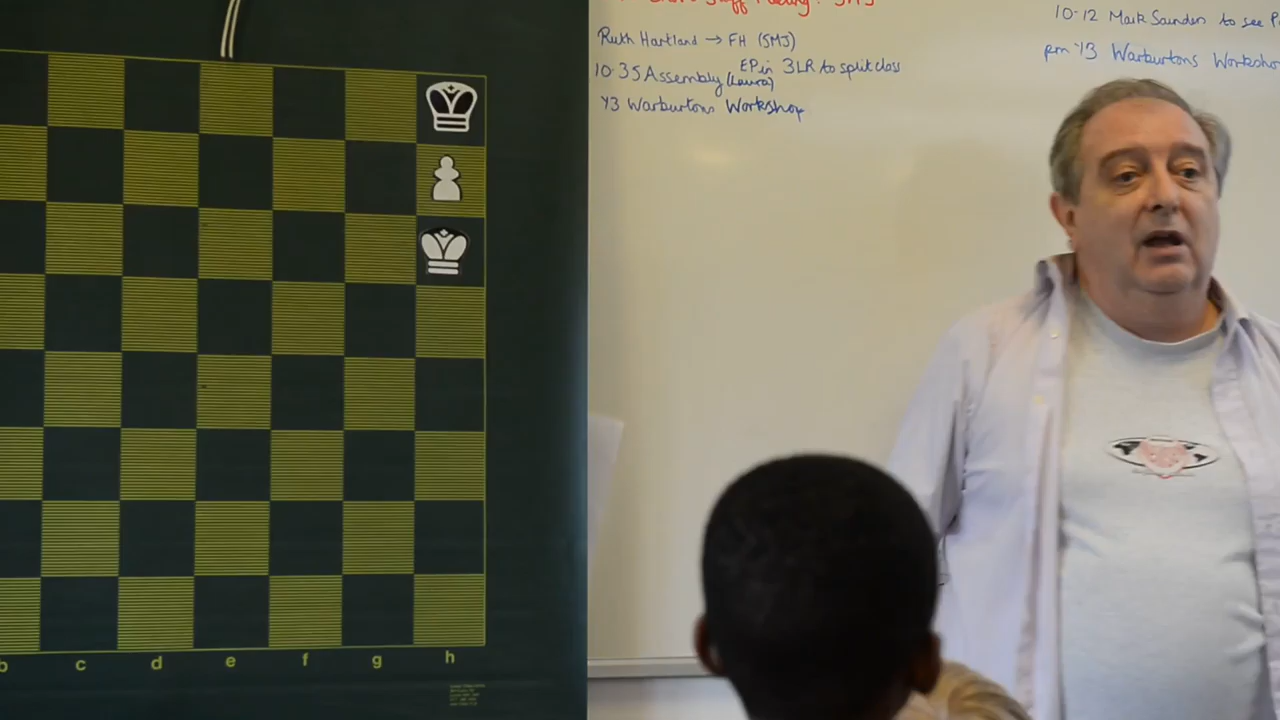 Ruth Hartland → FH (SMJ)
10.35 Assembly (Laura) EP in 3LR to split class
Y3 Warburtons Workshop
10-12 Mark Saunders to see
pm Y3 Warburtons Workshop
b c d e f g h